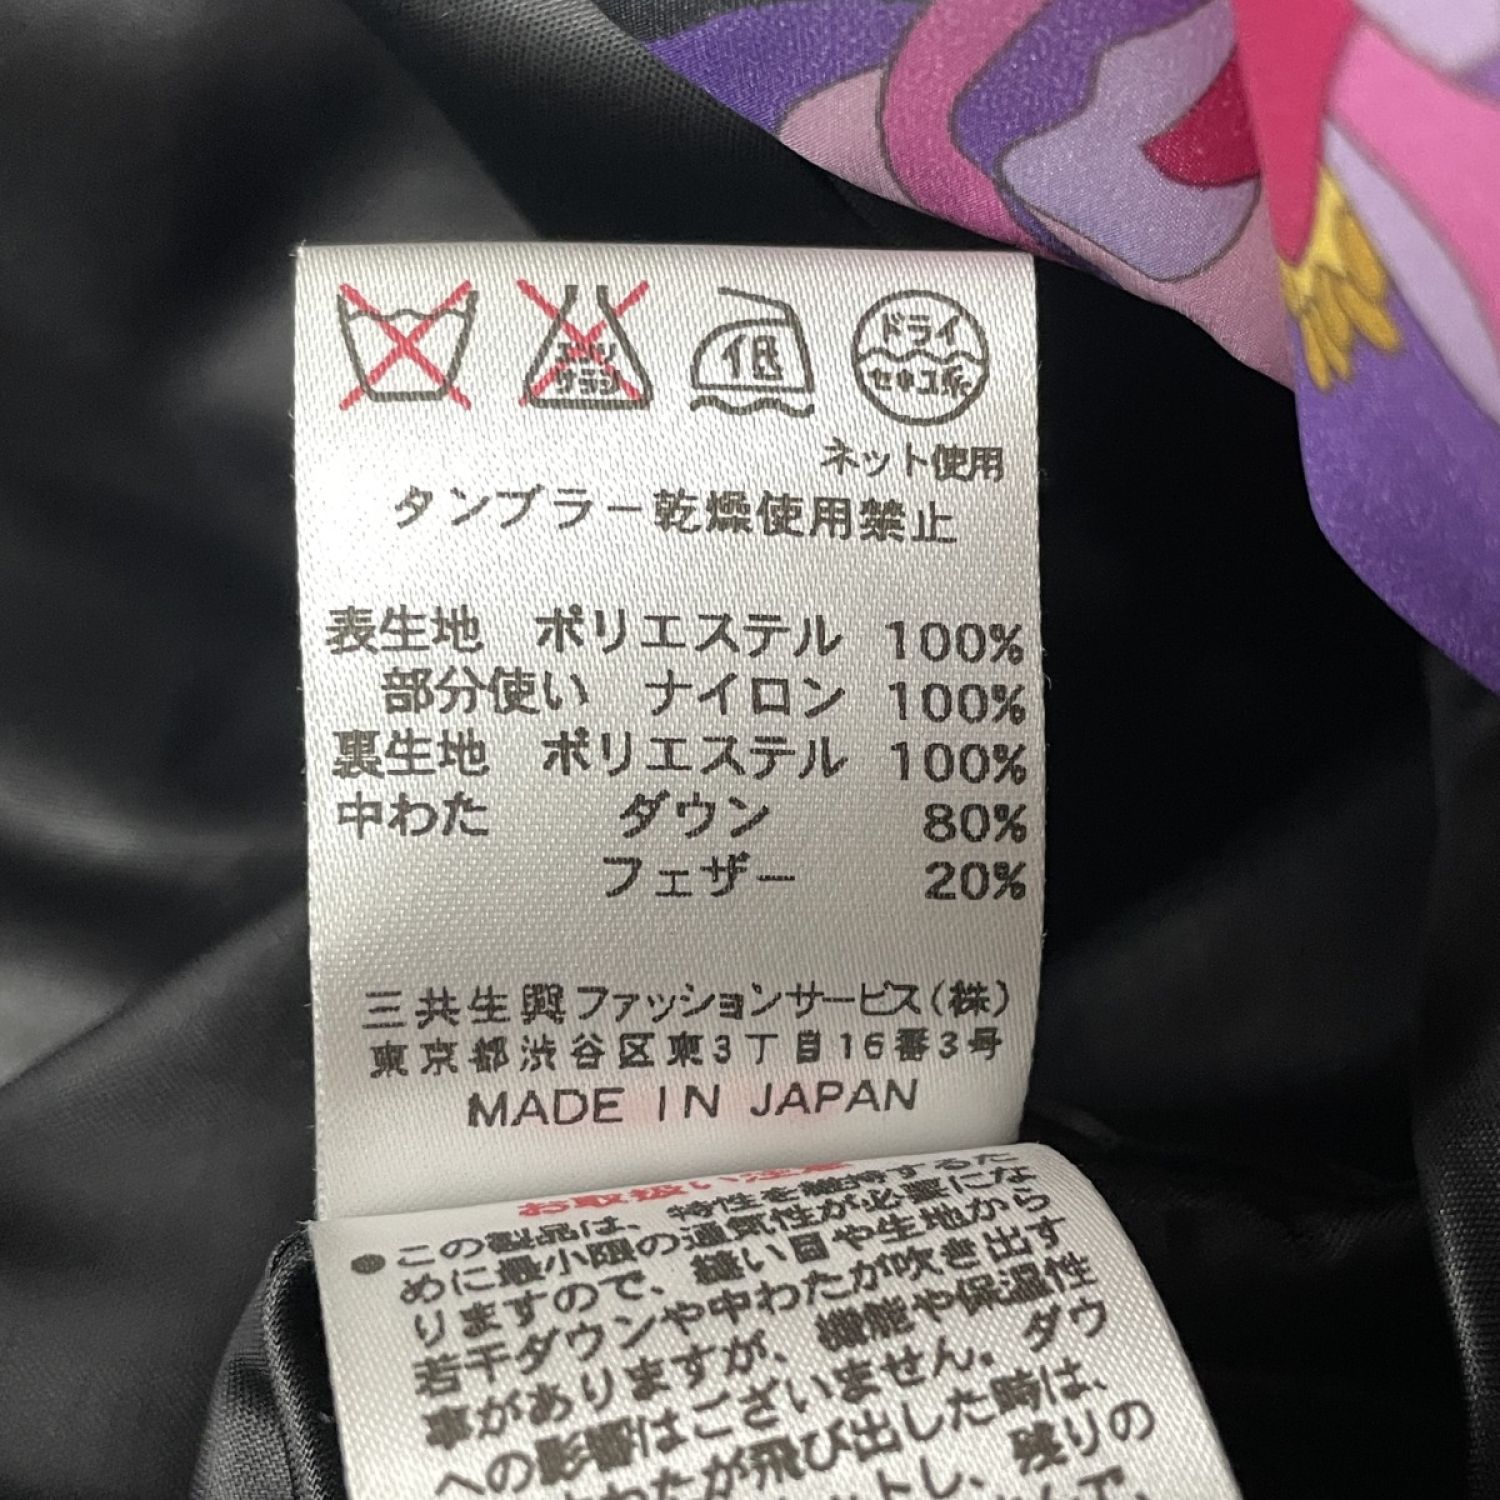 エンソ
サラシ
低
ドライ
セキユ系
ネット使用
タンブラー乾燥使用禁止
表生地 ポリエステル 100%
部分使い ナイロン 100%
裏生地 ポリエステル 100%
中わた ダウン 80%
フェザー 20%
三共生興ファッションサービス(株)
東京都渋谷区東3丁目16番3号
MADE IN JAPAN
お取扱い注意
●この製品は、特性を維持するた
めに最小限の通気性が必要にな
りますので、縫い目や生地から
若干ダウンや中わたが吹き出す
事がありますが、機能や保温性
への影響はございません。ダウ
わたが飛び出した時は、
トし、残りの